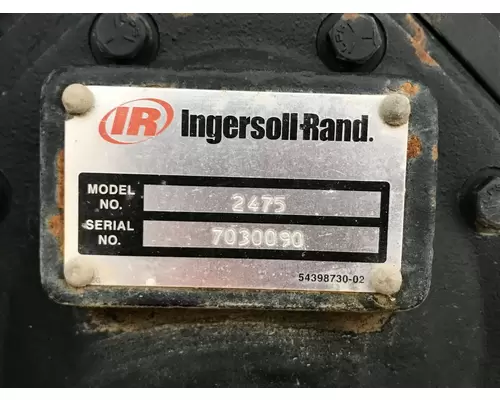 IR Ingersoll-Rand.
MODEL NO. 2475
SERIAL NO. 7030090
54398730-02